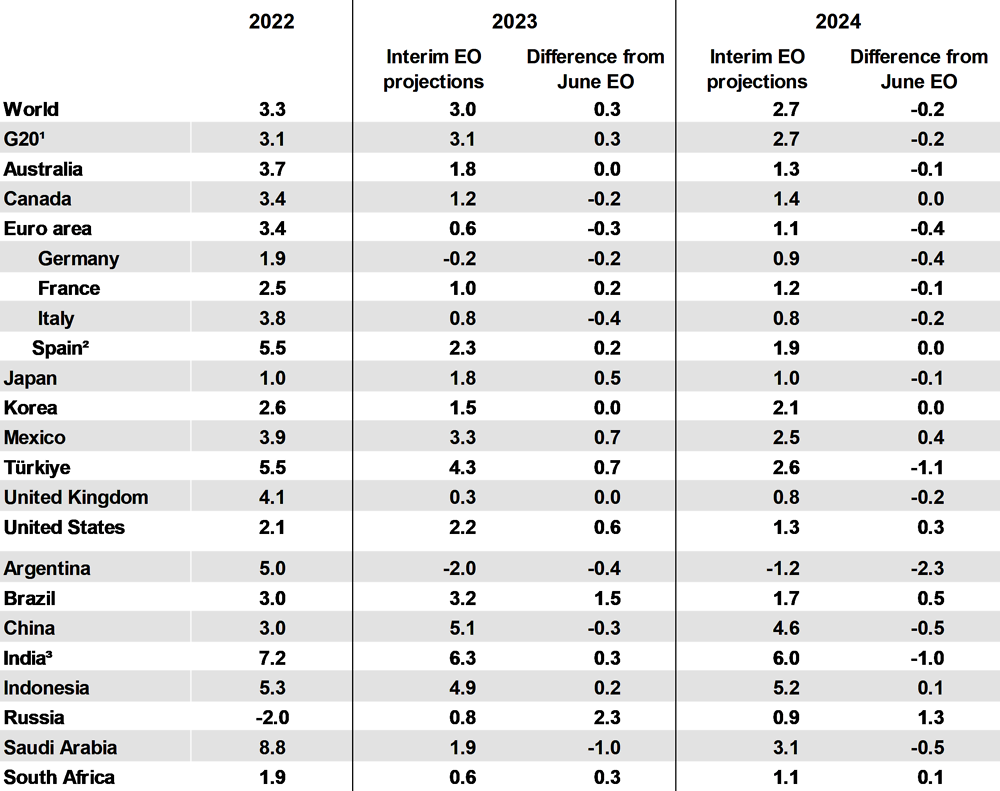 2022 2023 2024
Interim EO projections Difference from June EO Interim EO projections Difference from June EO
World 3.3 3.0 0.3 2.7 -0.2
G20¹ 3.1 3.1 0.3 2.7 -0.2
Australia 3.7 1.8 0.0 1.3 -0.1
Canada 3.4 1.2 -0.2 1.4 0.0
Euro area 3.4 0.6 -0.3 1.1 -0.4
Germany 1.9 -0.2 -0.2 0.9 -0.4
France 2.5 1.0 0.2 1.2 -0.1
Italy 3.8 0.8 -0.4 0.8 -0.2
Spain² 5.5 2.3 0.2 1.9 0.0
Japan 1.0 1.8 0.5 1.0 -0.1
Korea 2.6 1.5 0.0 2.1 0.0
Mexico 3.9 3.3 0.7 2.5 0.4
Türkiye 5.5 4.3 0.7 2.6 -1.1
United Kingdom 4.1 0.3 0.0 0.8 -0.2
United States 2.1 2.2 0.6 1.3 0.3
Argentina 5.0 -2.0 -0.4 -1.2 -2.3
Brazil 3.0 3.2 1.5 1.7 0.5
China 3.0 5.1 -0.3 4.6 -0.5
India³ 7.2 6.3 0.3 6.0 -1.0
Indonesia 5.3 4.9 0.2 5.2 0.1
Russia -2.0 0.8 2.3 0.9 1.3
Saudi Arabia 8.8 1.9 -1.0 3.1 -0.5
South Africa 1.9 0.6 0.3 1.1 0.1